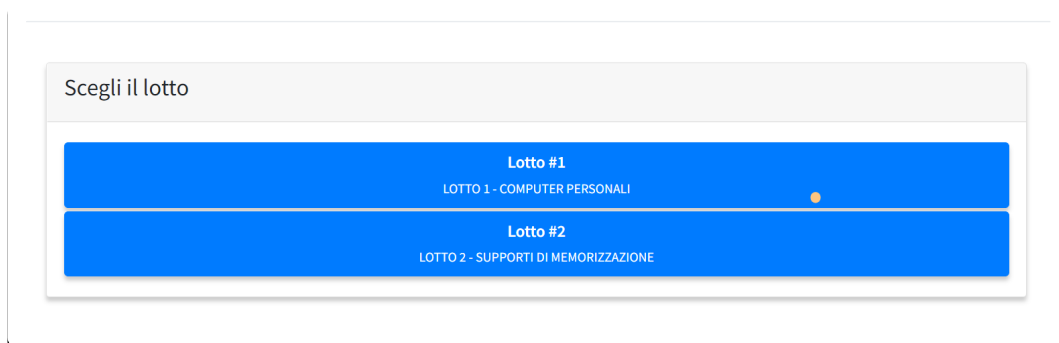 Scegli il lotto
Lotto #1
LOTTO 1 - COMPUTER PERSONALI
Lotto #2
LOTTO 2 - SUPPORTI DI MEMORIZZAZIONE